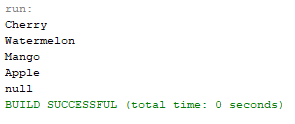 run:
Cherry
Watermelon
Mango
Apple
null
BUILD SUCCESSFUL (total time: 0 seconds)